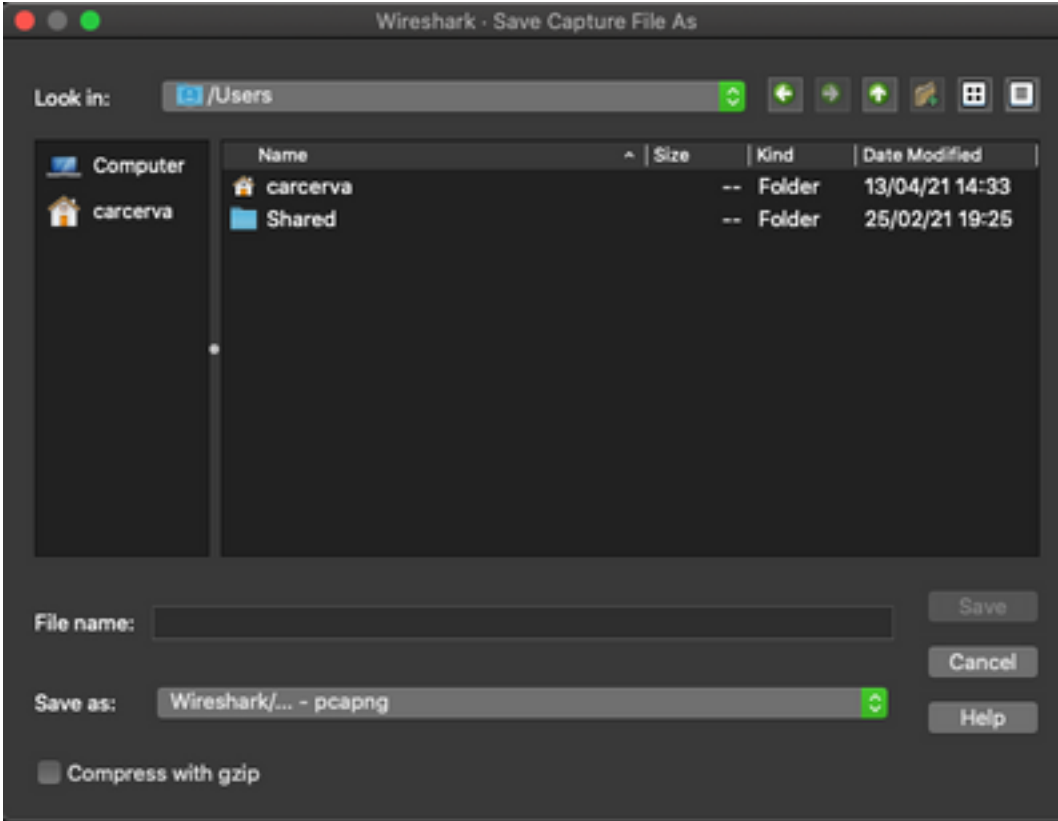 Wireshark · Save Capture File As
Look in: /Users
Computer
carcerva
Name Size Kind Date Modified
carcerva -- Folder 13/04/21 14:33
Shared -- Folder 25/02/21 19:25
File name:
Save
Cancel
Save as: Wireshark/... - pcapng
Help
Compress with gzip